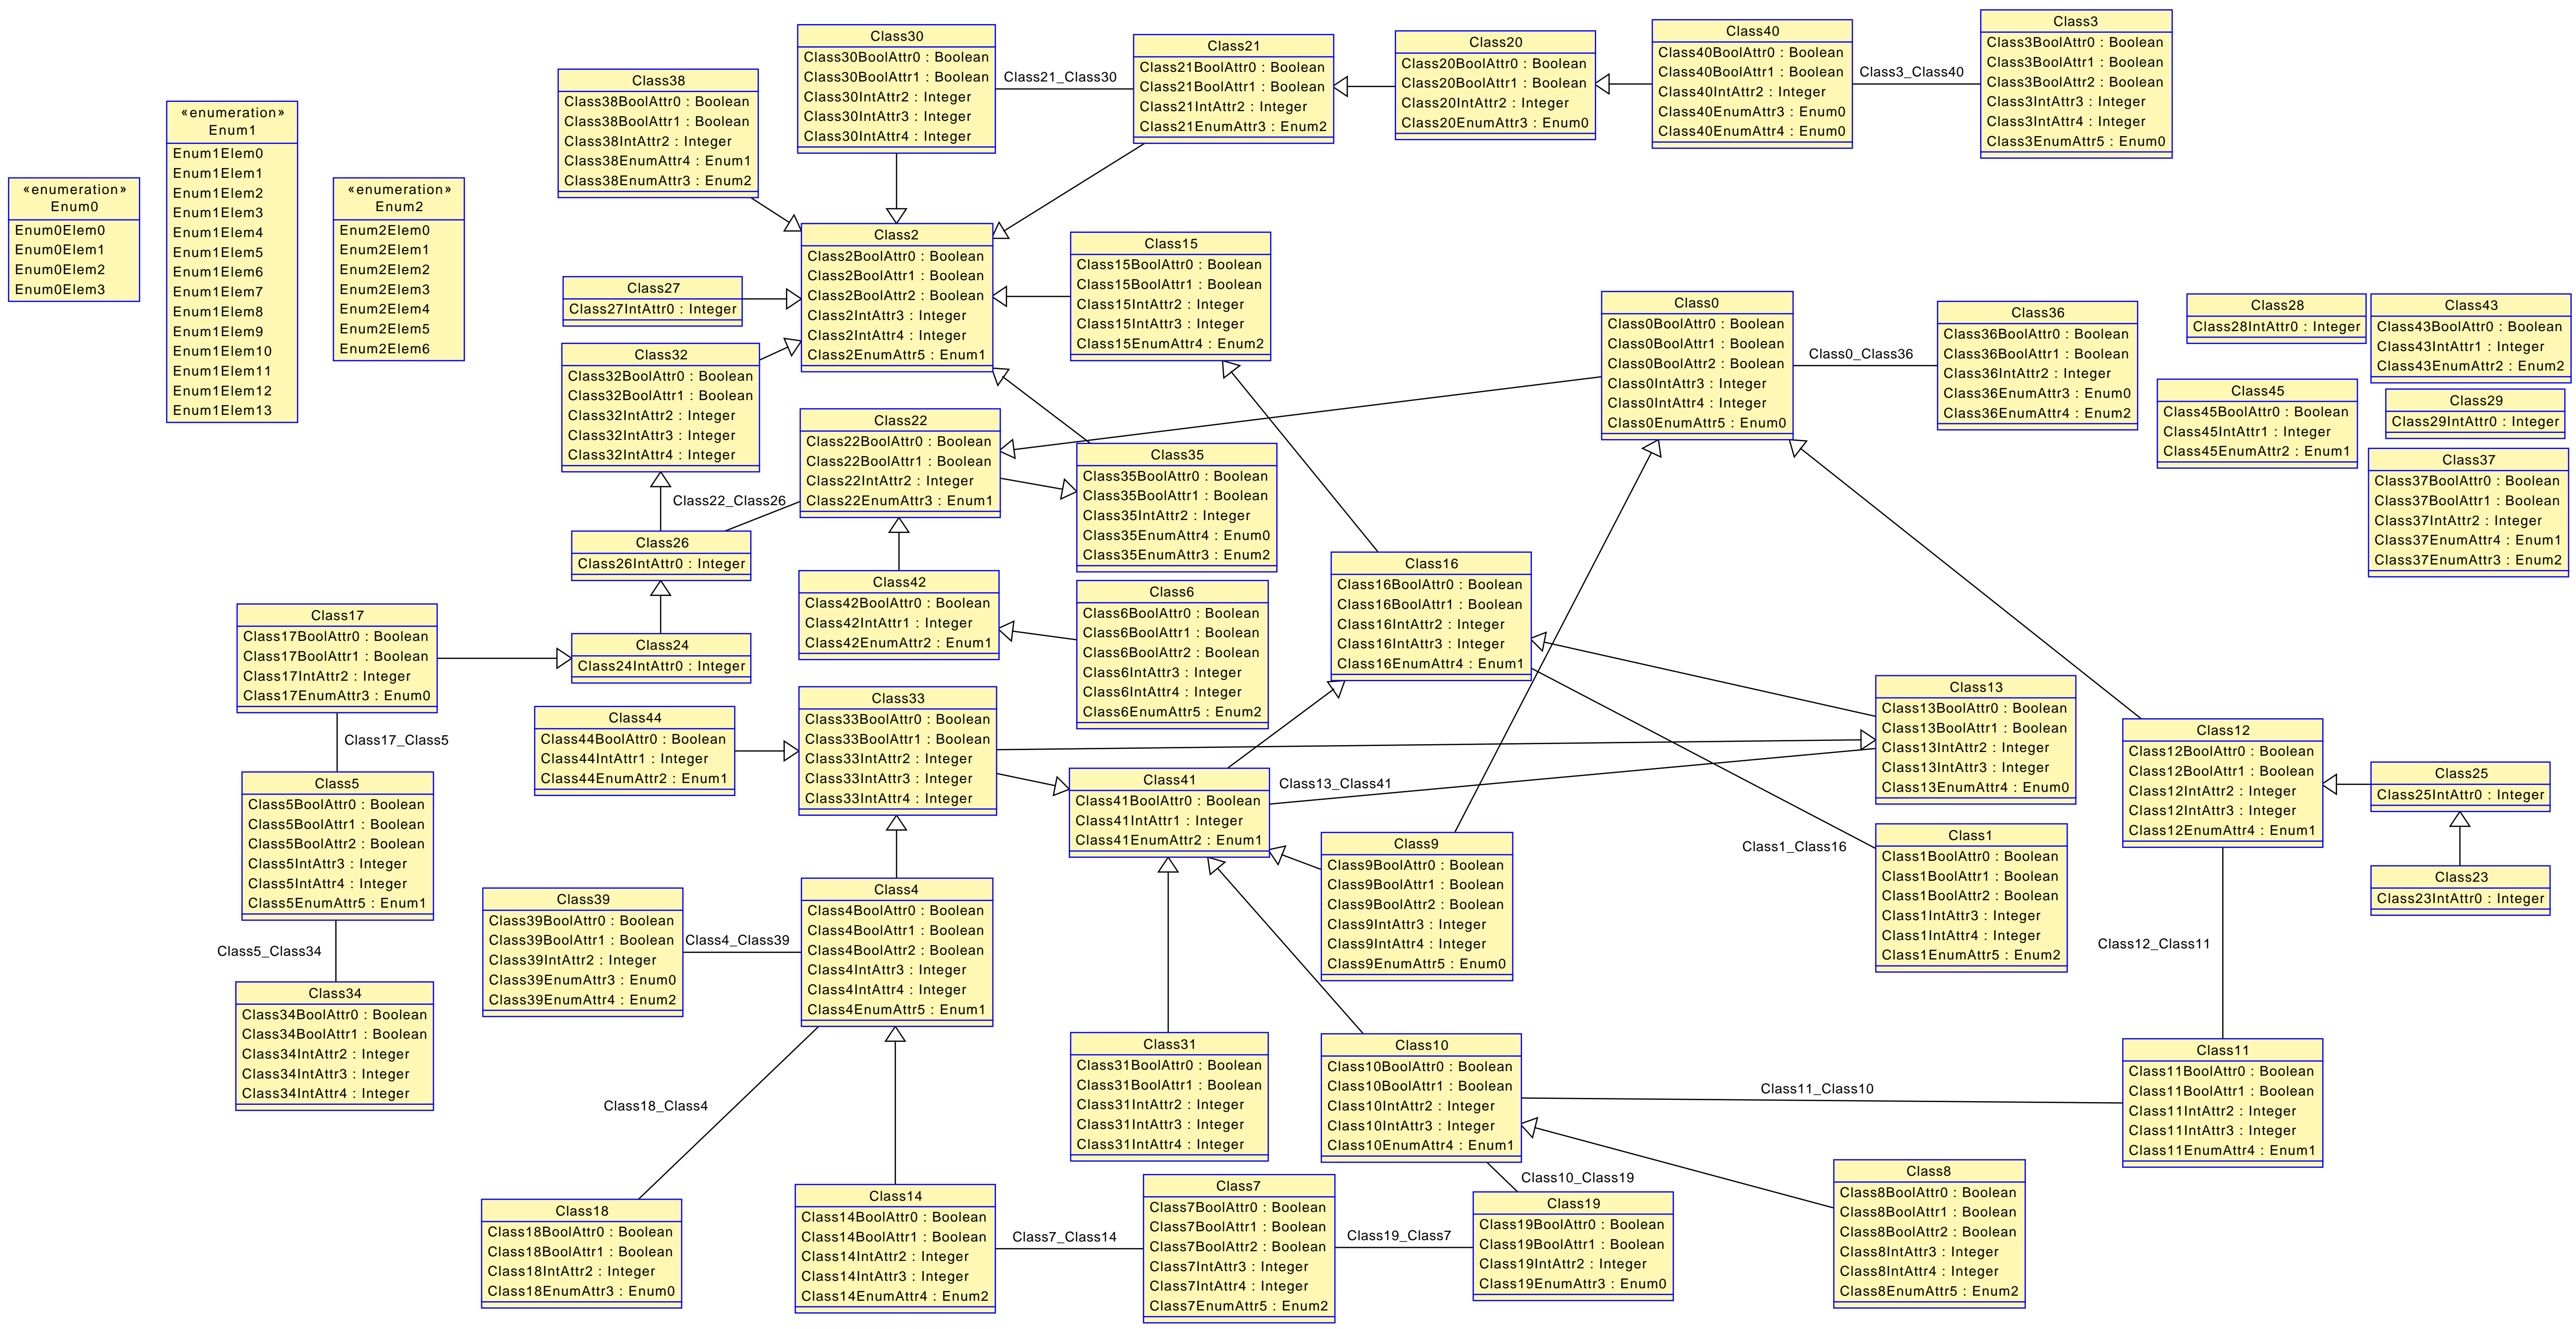 «enumeration»
Enum0
Enum0Elem0
Enum0Elem1
Enum0Elem2
Enum0Elem3
«enumeration»
Enum1
Enum1Elem0
Enum1Elem1
Enum1Elem2
Enum1Elem3
Enum1Elem4
Enum1Elem5
Enum1Elem6
Enum1Elem7
Enum1Elem8
Enum1Elem9
Enum1Elem10
Enum1Elem11
Enum1Elem12
Enum1Elem13
«enumeration»
Enum2
Enum2Elem0
Enum2Elem1
Enum2Elem2
Enum2Elem3
Enum2Elem4
Enum2Elem5
Enum2Elem6
Class38
Class38BoolAttr0 : Boolean
Class38BoolAttr1 : Boolean
Class38IntAttr2 : Integer
Class38EnumAttr4 : Enum1
Class38EnumAttr3 : Enum2
Class30
Class30BoolAttr0 : Boolean
Class30BoolAttr1 : Boolean
Class30IntAttr2 : Integer
Class30IntAttr3 : Integer
Class30IntAttr4 : Integer
Class21_Class30
Class21
Class21BoolAttr0 : Boolean
Class21BoolAttr1 : Boolean
Class21IntAttr2 : Integer
Class21EnumAttr3 : Enum2
Class20
Class20BoolAttr0 : Boolean
Class20BoolAttr1 : Boolean
Class20IntAttr2 : Integer
Class20EnumAttr3 : Enum0
Class40
Class40BoolAttr0 : Boolean
Class40BoolAttr1 : Boolean
Class40IntAttr2 : Integer
Class40EnumAttr3 : Enum0
Class40EnumAttr4 : Enum0
Class3_Class40
Class3
Class3BoolAttr0 : Boolean
Class3BoolAttr1 : Boolean
Class3BoolAttr2 : Boolean
Class3IntAttr3 : Integer
Class3IntAttr4 : Integer
Class3EnumAttr5 : Enum0
Class27
Class27IntAttr0 : Integer
Class2
Class2BoolAttr0 : Boolean
Class2BoolAttr1 : Boolean
Class2BoolAttr2 : Boolean
Class2IntAttr3 : Integer
Class2IntAttr4 : Integer
Class2EnumAttr5 : Enum1
Class15
Class15BoolAttr0 : Boolean
Class15BoolAttr1 : Boolean
Class15IntAttr2 : Integer
Class15IntAttr3 : Integer
Class15EnumAttr4 : Enum2
Class0
Class0BoolAttr0 : Boolean
Class0BoolAttr1 : Boolean
Class0BoolAttr2 : Boolean
Class0IntAttr3 : Integer
Class0IntAttr4 : Integer
Class0EnumAttr5 : Enum0
Class0_Class36
Class36
Class36BoolAttr0 : Boolean
Class36BoolAttr1 : Boolean
Class36IntAttr2 : Integer
Class36EnumAttr3 : Enum0
Class36EnumAttr4 : Enum2
Class28
Class28IntAttr0 : Integer
Class43
Class43BoolAttr0 : Boolean
Class43IntAttr1 : Integer
Class43EnumAttr2 : Enum2
Class45
Class45BoolAttr0 : Boolean
Class45IntAttr1 : Integer
Class45EnumAttr2 : Enum1
Class29
Class29IntAttr0 : Integer
Class37
Class37BoolAttr0 : Boolean
Class37BoolAttr1 : Boolean
Class37IntAttr2 : Integer
Class37EnumAttr4 : Enum1
Class37EnumAttr3 : Enum2
Class32
Class32BoolAttr0 : Boolean
Class32BoolAttr1 : Boolean
Class32IntAttr2 : Integer
Class32IntAttr3 : Integer
Class32IntAttr4 : Integer
Class22
Class22BoolAttr0 : Boolean
Class22BoolAttr1 : Boolean
Class22IntAttr2 : Integer
Class22EnumAttr3 : Enum1
Class22_Class26
Class35
Class35BoolAttr0 : Boolean
Class35BoolAttr1 : Boolean
Class35IntAttr2 : Integer
Class35EnumAttr4 : Enum0
Class35EnumAttr3 : Enum2
Class26
Class26IntAttr0 : Integer
Class42
Class42BoolAttr0 : Boolean
Class42IntAttr1 : Integer
Class42EnumAttr2 : Enum1
Class6
Class6BoolAttr0 : Boolean
Class6BoolAttr1 : Boolean
Class6BoolAttr2 : Boolean
Class6IntAttr3 : Integer
Class6IntAttr4 : Integer
Class6EnumAttr5 : Enum2
Class16
Class16BoolAttr0 : Boolean
Class16BoolAttr1 : Boolean
Class16IntAttr2 : Integer
Class16IntAttr3 : Integer
Class16EnumAttr4 : Enum1
Class17
Class17BoolAttr0 : Boolean
Class17BoolAttr1 : Boolean
Class17IntAttr2 : Integer
Class17EnumAttr3 : Enum0
Class24
Class24IntAttr0 : Integer
Class17_Class5
Class44
Class44BoolAttr0 : Boolean
Class44IntAttr1 : Integer
Class44EnumAttr2 : Enum1
Class33
Class33BoolAttr0 : Boolean
Class33BoolAttr1 : Boolean
Class33IntAttr2 : Integer
Class33IntAttr3 : Integer
Class33IntAttr4 : Integer
Class41
Class41BoolAttr0 : Boolean
Class41IntAttr1 : Integer
Class41EnumAttr2 : Enum1
Class13_Class41
Class13
Class13BoolAttr0 : Boolean
Class13BoolAttr1 : Boolean
Class13IntAttr2 : Integer
Class13IntAttr3 : Integer
Class13EnumAttr4 : Enum0
Class12
Class12BoolAttr0 : Boolean
Class12BoolAttr1 : Boolean
Class12IntAttr2 : Integer
Class12IntAttr3 : Integer
Class12EnumAttr4 : Enum1
Class25
Class25IntAttr0 : Integer
Class23
Class23IntAttr0 : Integer
Class5
Class5BoolAttr0 : Boolean
Class5BoolAttr1 : Boolean
Class5BoolAttr2 : Boolean
Class5IntAttr3 : Integer
Class5IntAttr4 : Integer
Class5EnumAttr5 : Enum1
Class5_Class34
Class9
Class9BoolAttr0 : Boolean
Class9BoolAttr1 : Boolean
Class9BoolAttr2 : Boolean
Class9IntAttr3 : Integer
Class9IntAttr4 : Integer
Class9EnumAttr5 : Enum0
Class1_Class16
Class1
Class1BoolAttr0 : Boolean
Class1BoolAttr1 : Boolean
Class1BoolAttr2 : Boolean
Class1IntAttr3 : Integer
Class1IntAttr4 : Integer
Class1EnumAttr5 : Enum2
Class12_Class11
Class39
Class39BoolAttr0 : Boolean
Class39BoolAttr1 : Boolean
Class39IntAttr2 : Integer
Class39EnumAttr3 : Enum0
Class39EnumAttr4 : Enum2
Class4_Class39
Class4
Class4BoolAttr0 : Boolean
Class4BoolAttr1 : Boolean
Class4BoolAttr2 : Boolean
Class4IntAttr3 : Integer
Class4IntAttr4 : Integer
Class4EnumAttr5 : Enum1
Class34
Class34BoolAttr0 : Boolean
Class34BoolAttr1 : Boolean
Class34IntAttr2 : Integer
Class34IntAttr3 : Integer
Class34IntAttr4 : Integer
Class18_Class4
Class31
Class31BoolAttr0 : Boolean
Class31BoolAttr1 : Boolean
Class31IntAttr2 : Integer
Class31IntAttr3 : Integer
Class31IntAttr4 : Integer
Class10
Class10BoolAttr0 : Boolean
Class10BoolAttr1 : Boolean
Class10IntAttr2 : Integer
Class10IntAttr3 : Integer
Class10EnumAttr4 : Enum1
Class11_Class10
Class11
Class11BoolAttr0 : Boolean
Class11BoolAttr1 : Boolean
Class11IntAttr2 : Integer
Class11IntAttr3 : Integer
Class11EnumAttr4 : Enum1
Class10_Class19
Class18
Class18BoolAttr0 : Boolean
Class18BoolAttr1 : Boolean
Class18IntAttr2 : Integer
Class18EnumAttr3 : Enum0
Class14
Class14BoolAttr0 : Boolean
Class14BoolAttr1 : Boolean
Class14IntAttr2 : Integer
Class14IntAttr3 : Integer
Class14EnumAttr4 : Enum2
Class7_Class14
Class7
Class7BoolAttr0 : Boolean
Class7BoolAttr1 : Boolean
Class7BoolAttr2 : Boolean
Class7IntAttr3 : Integer
Class7IntAttr4 : Integer
Class7EnumAttr5 : Enum2
Class19_Class7
Class19
Class19BoolAttr0 : Boolean
Class19BoolAttr1 : Boolean
Class19IntAttr2 : Integer
Class19EnumAttr3 : Enum0
Class8
Class8BoolAttr0 : Boolean
Class8BoolAttr1 : Boolean
Class8BoolAttr2 : Boolean
Class8IntAttr3 : Integer
Class8IntAttr4 : Integer
Class8EnumAttr5 : Enum2